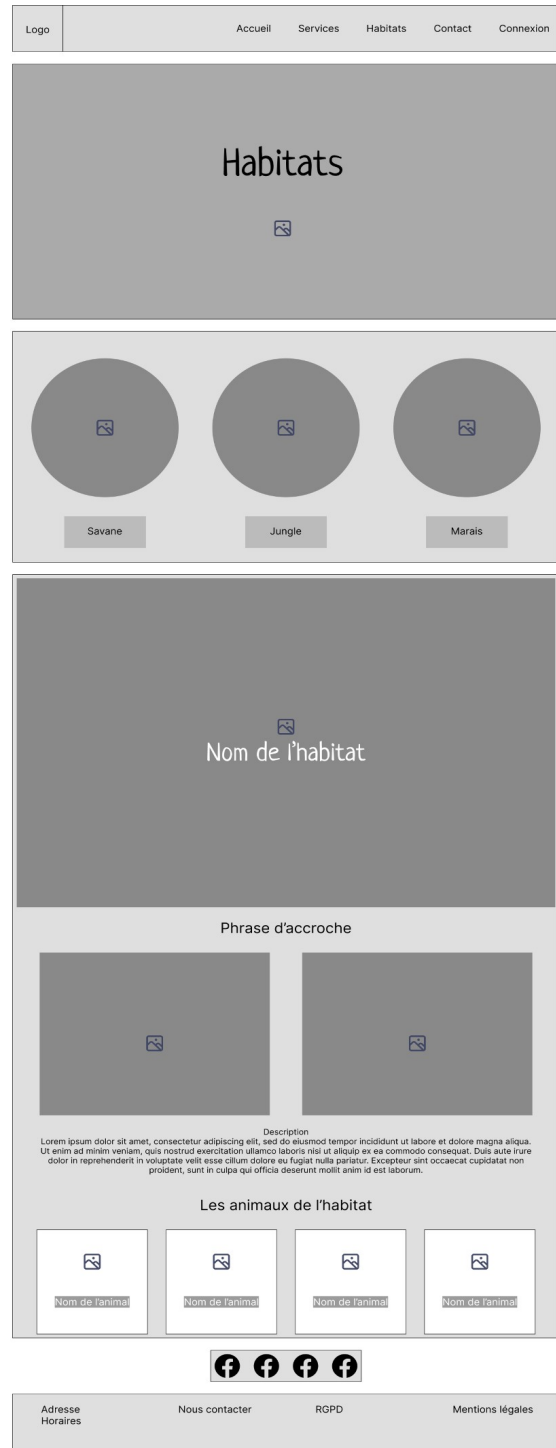 Logo
Accueil Services Habitats Contact Connexion
Habitats
Savane
Jungle
Marais
Nom de l'habitat
Phrase d'accroche
Description
Lorem ipsum dolor sit amet, consectetur adipiscing elit, sed do eiusmod tempor incididunt ut labore et dolore magna aliqua.
Ut enim ad minim veniam, quis nostrud exercitation ullamco laboris nisi ut aliquip ex ea commodo consequat. Duis aute irure
dolor in reprehenderit in voluptate velit esse cillum dolore eu fugiat nulla pariatur. Excepteur sint occaecat cupidatat non
proident, sunt in culpa qui officia deserunt mollit anim id est laborum.
Les animaux de l'habitat
Nom de l'animal
Nom de l'animal
Nom de l'animal
Nom de l'animal
Adresse
Horaires
Nous contacter
RGPD
Mentions légales